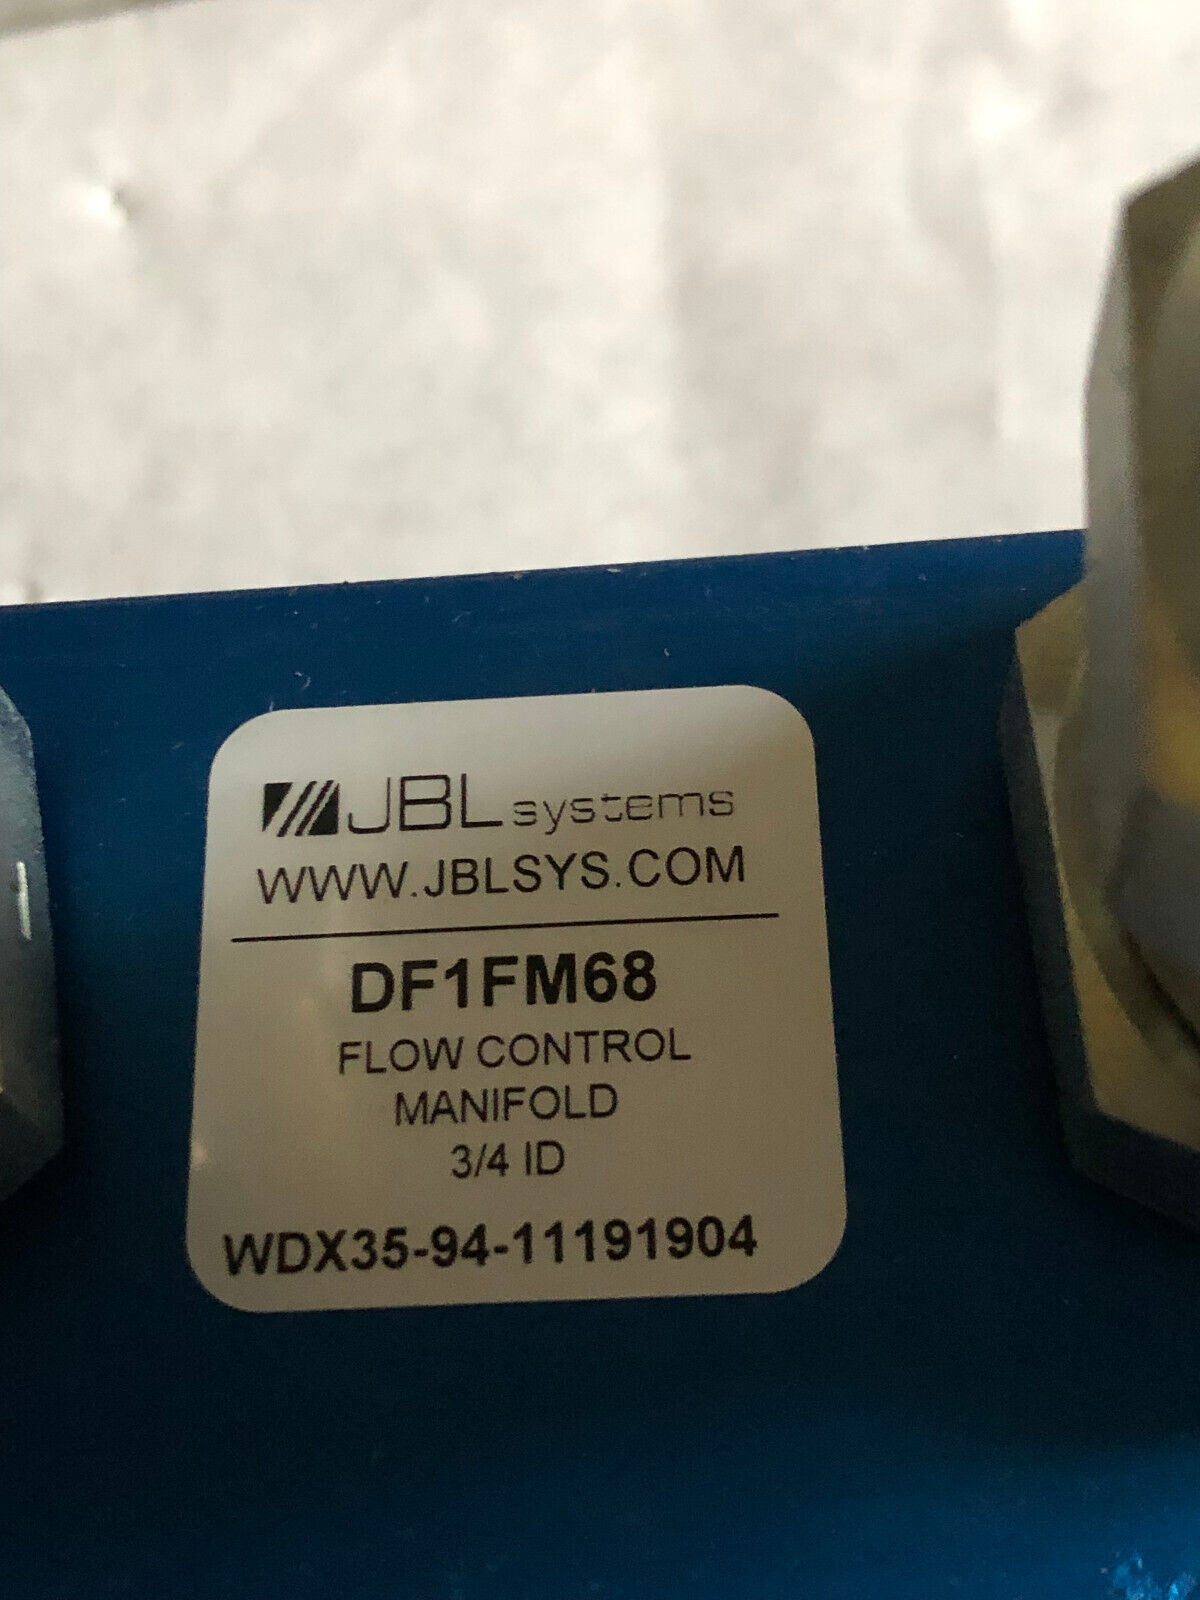 JBL systems
WWW.JBLSYS.COM
DF1FM68
FLOW CONTROL
MANIFOLD
3/4 ID
WDX35-94-11191904